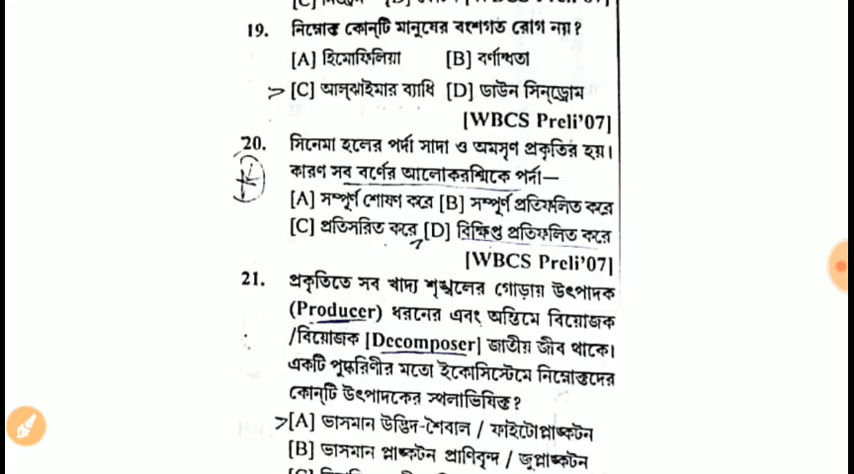 19. নিম্নোক্ত কোন্‌টি মানুষের বংশগত রোগ নয়?
[A] হিমোফিলিয়া [B] বর্ণান্ধতা
[C] আল্‌ঝাইমার ব্যাধি [D] ডাউন সিন্‌ড্রোম
[WBCS Preli'07]
20. সিনেমা হলের পর্দা সাদা ও অমসৃণ প্রকৃতির হয়।
কারণ সব বর্ণের আলোকরশ্মিকে পর্দা—
[A] সম্পূর্ণ শোষণ করে [B] সম্পূর্ণ প্রতিফলিত করে
[C] প্রতিসরিত করে [D] বিক্ষিপ্ত প্রতিফলিত করে
[WBCS Preli'07]
21. প্রকৃতিতে সব খাদ্য শৃঙ্খলের গোড়ায় উৎপাদক
(Producer) ধরনের এবং অন্তিমে বিয়োজক
/বিয়োজক [Decomposer] জাতীয় জীব থাকে।
একটি পুষ্করিণীর মতো ইকোসিস্টেমে নিম্নোক্তদের
কোন্‌টি উৎপাদকের স্থলাভিষিক্ত?
[A] ভাসমান উদ্ভিদ-শৈবাল / ফাইটোপ্লাঙ্কটন
[B] ভাসমান প্লাঙ্কটন প্রাণিবৃন্দ / জুপ্লাঙ্কটন